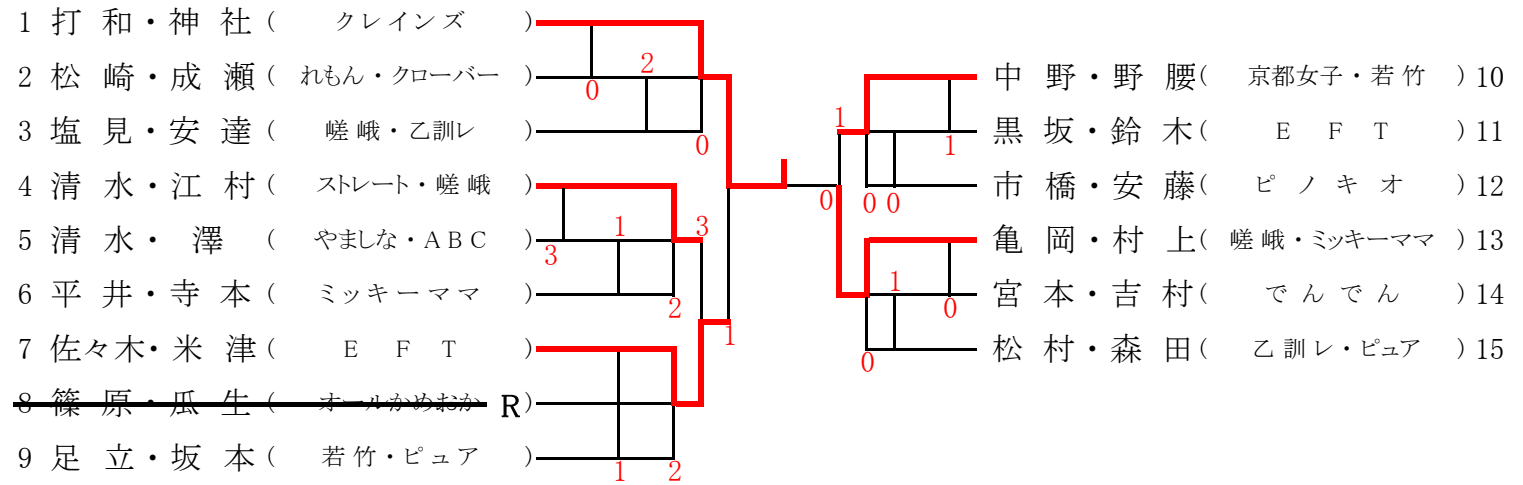 1 打 和・神 社 ( クレインズ )
2 松 崎・成 瀬 ( れもん・クローバー )
3 塩 見・安 達 ( 嵯 峨・乙訓レ )
4 清 水・江 村 ( ストレート・嵯 峨 )
5 清 水・ 澤 ( やましな・ABC )
6 平 井・寺 本 ( ミッキーママ )
7 佐々木・米 津 ( E F T )
8 篠 原・瓜 生 ( オールかめおか R)
9 足 立・坂 本 ( 若 竹・ピュア )
0
2
0
3
1
3
2
1
1 2
中 野・野 腰( 京都女子・若 竹 ) 10
黒 坂・鈴 木( E F T ) 11
市 橋・安 藤( ピ ノ キ オ ) 12
亀 岡・村 上( 嵯 峨・ミッキーママ ) 13
宮 本・吉 村( で ん で ん ) 14
松 村・森 田( 乙 訓 レ・ピュア ) 15
1
1
0 0 0
1
0
0